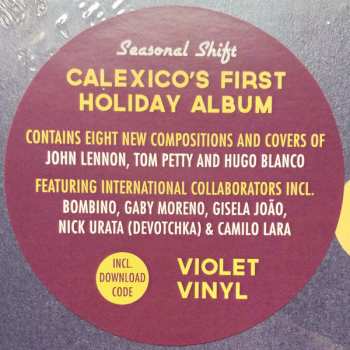 Seasonal Shift
CALEXICO'S FIRST
HOLIDAY ALBUM
CONTAINS EIGHT NEW COMPOSITIONS AND COVERS OF
JOHN LENNON, TOM PETTY AND HUGO BLANCO
FEATURING INTERNATIONAL COLLABORATORS INCL.
BOMBINO, GABY MORENO, GISELA JOÃO,
NICK URATA (DEVOTCHKA) & CAMILO LARA
INCL.
DOWNLOAD
CODE
VIOLET
VINYL